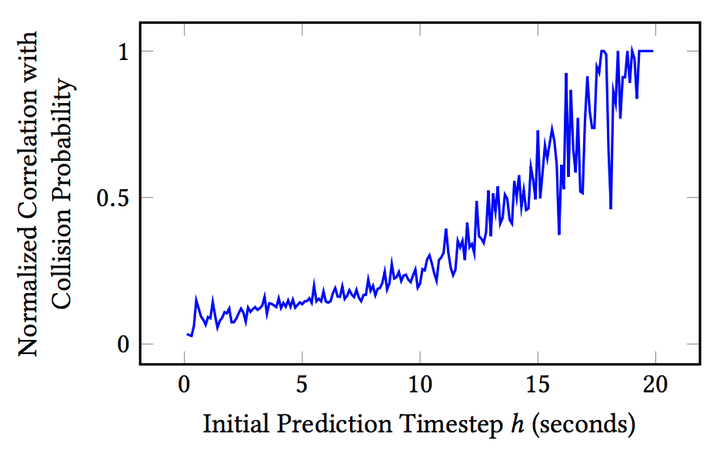 Normalized Correlation with
Collision Probability
1
0.5
0
0 5 10 15 20
Initial Prediction Timestep h (seconds)